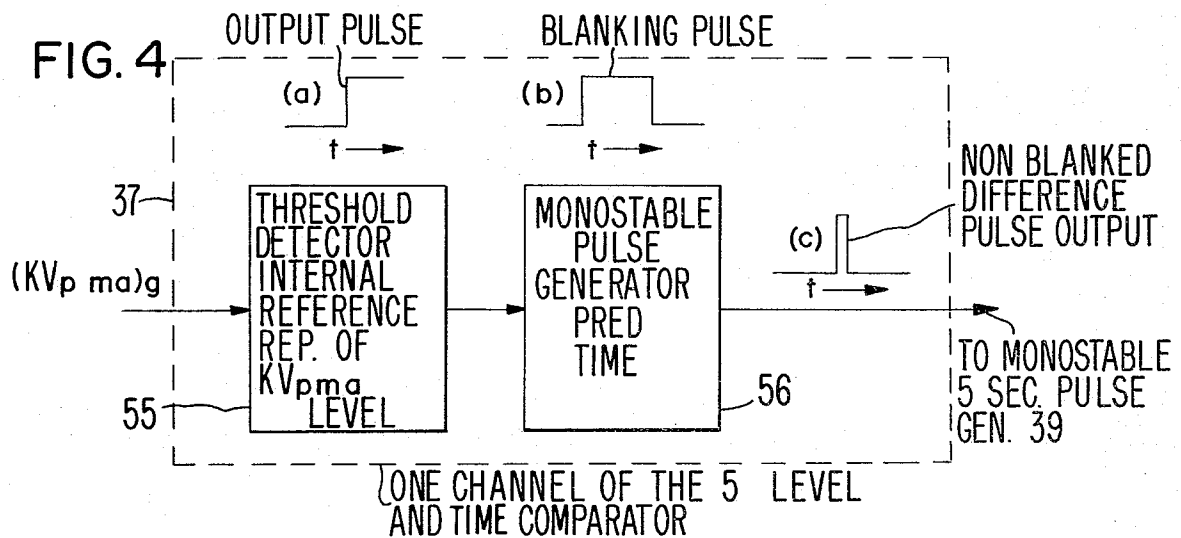 FIG. 4
OUTPUT PULSE
BLANKING PULSE
(a)
(b)
t
t
37
(KVp ma)g
THRESHOLD
DETECTOR
INTERNAL
REFERENCE
REP. OF
KVpma
LEVEL
55
MONOSTABLE
PULSE
GENERATOR
PRED
TIME
56
(c)
t
NON BLANKED
DIFFERENCE
PULSE OUTPUT
TO MONOSTABLE
5 SEC. PULSE
GEN. 39
ONE CHANNEL OF THE 5 LEVEL
AND TIME COMPARATOR